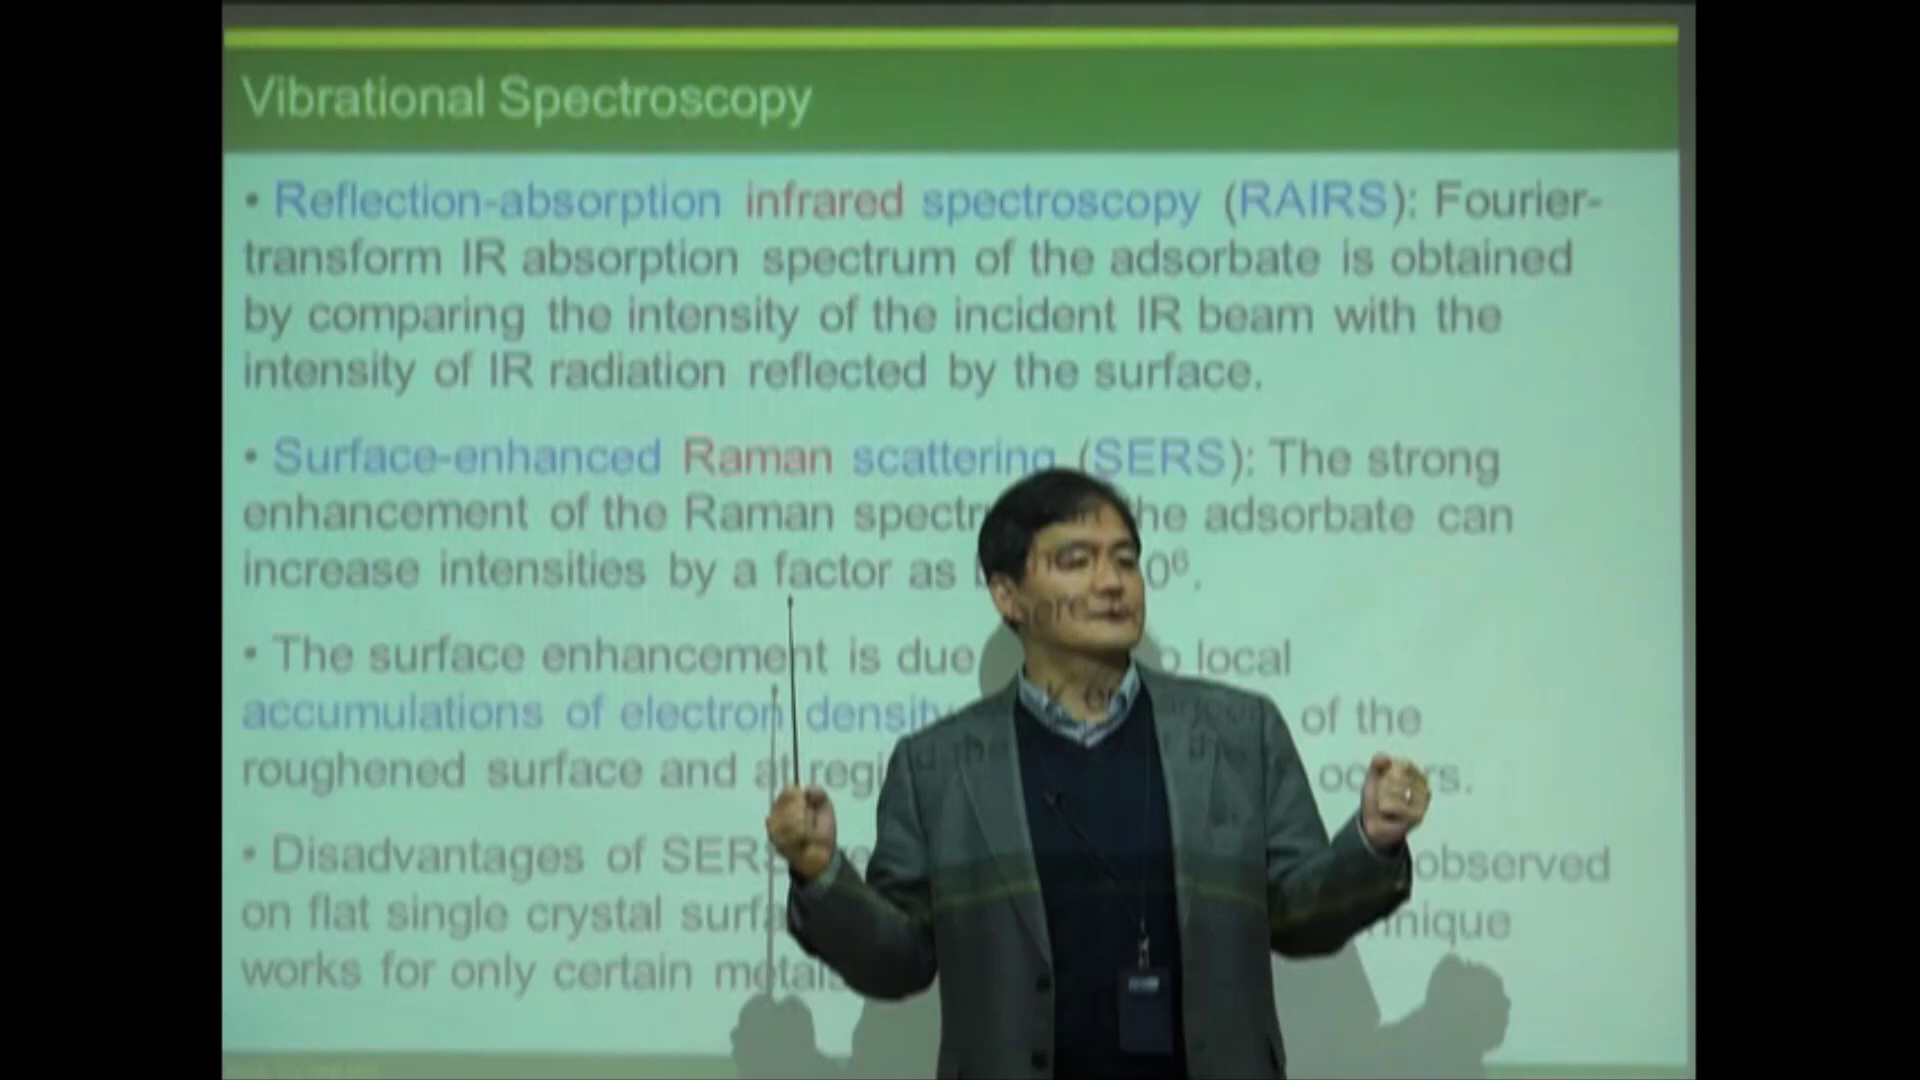 Vibrational Spectroscopy
• Reflection-absorption infrared spectroscopy (RAIRS): Fourier-
transform IR absorption spectrum of the adsorbate is obtained
by comparing the intensity of the incident IR beam with the
intensity of IR radiation reflected by the surface.
• Surface-enhanced Raman scattering (SERS): The strong
enhancement of the Raman he adsorbate can
increase intensities by a factor as 0⁶.
• The surface enhancement is due local
accumulations of electron density of the
roughened surface and at
• Disadvantages of SERS observed
on flat single crystal
works for only certain metals